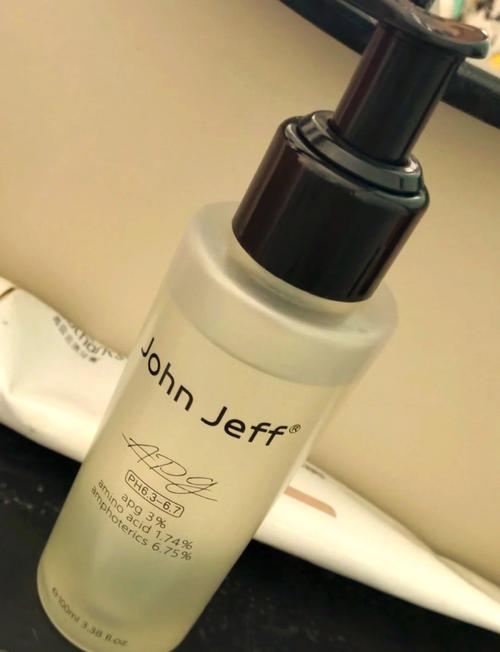 John Jeff®
APG
PH6.3-6.7
apg 3%
amino acid 1.74%
amphoterics 6.75%
e100ml 3.38 fl.oz